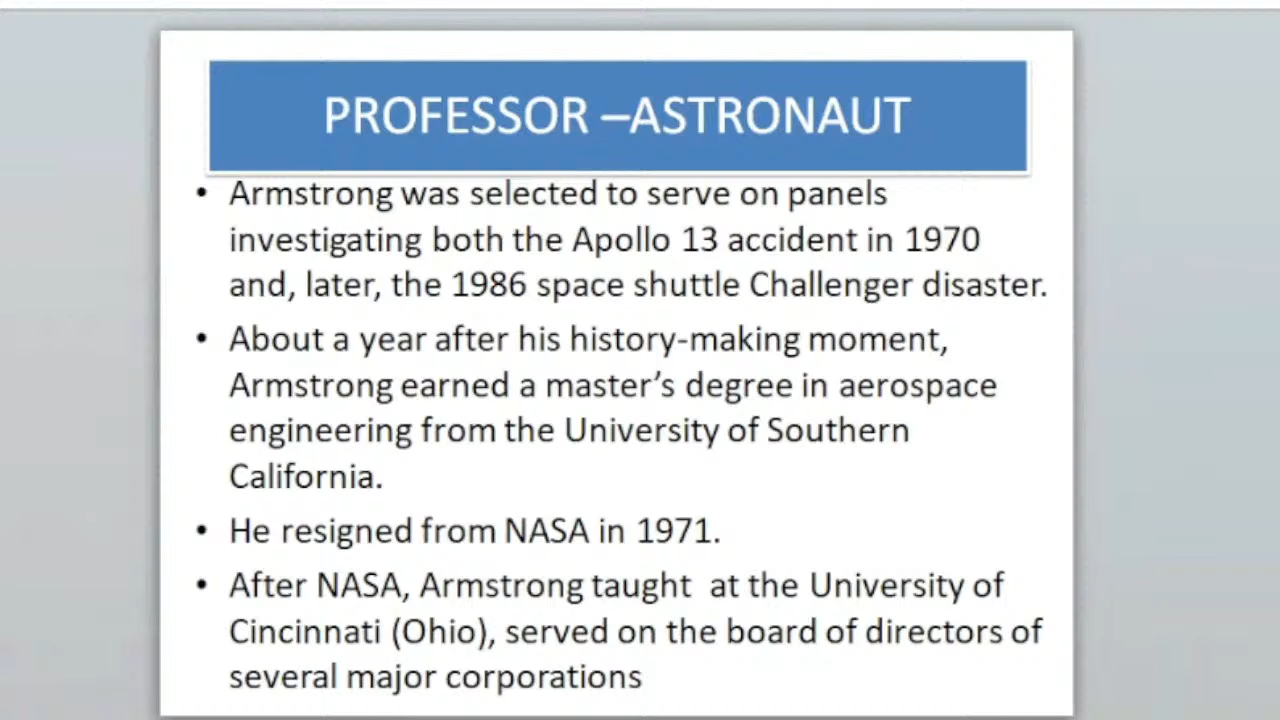 PROFESSOR –ASTRONAUT
• Armstrong was selected to serve on panels
investigating both the Apollo 13 accident in 1970
and, later, the 1986 space shuttle Challenger disaster.
• About a year after his history-making moment,
Armstrong earned a master’s degree in aerospace
engineering from the University of Southern
California.
• He resigned from NASA in 1971.
• After NASA, Armstrong taught  at the University of
Cincinnati (Ohio), served on the board of directors of
several major corporations